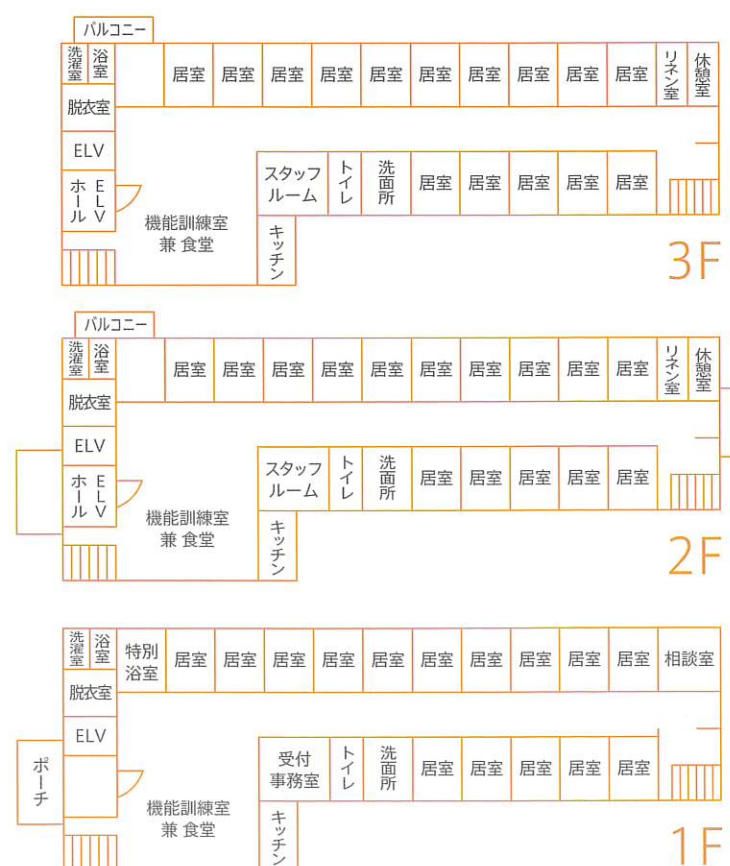 バルコニー
洗濯室
浴室
居室
居室
居室
居室
居室
居室
居室
居室
居室
居室
リネン室
休憩室
脱衣室
ELV
ELV
ホール
スタッフ
ルーム
トイレ
洗面所
居室
居室
居室
居室
居室
機能訓練室
兼 食堂
キッチン
3F
バルコニー
洗濯室
浴室
居室
居室
居室
居室
居室
居室
居室
居室
居室
居室
リネン室
休憩室
脱衣室
ELV
ELV
ホール
スタッフ
ルーム
トイレ
洗面所
居室
居室
居室
居室
居室
機能訓練室
兼 食堂
キッチン
2F
洗濯室
浴室
特別
浴室
居室
居室
居室
居室
居室
居室
居室
居室
居室
居室
相談室
脱衣室
ELV
ポーチ
受付
事務室
トイレ
洗面所
居室
居室
居室
居室
居室
機能訓練室
兼 食堂
キッチン
1F